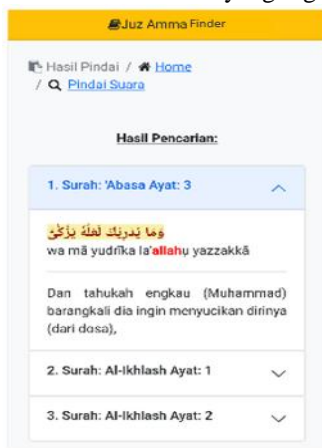 Juz Amma Finder
Hasil Pindai / Home
/ Pindai Suara
Hasil Pencarian:
1. Surah: 'Abasa Ayat: 3
وَمَا يُدْرِيْكَ لَعَلَّهٗ يَزَّكّٰىٓ
wa mā yudrīka la'allahụ yazzakkā
Dan tahukah engkau (Muhammad)
barangkali dia ingin menyucikan dirinya
(dari dosa),
2. Surah: Al-Ikhlash Ayat: 1
3. Surah: Al-Ikhlash Ayat: 2